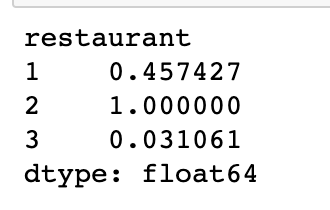 restaurant
1    0.457427
2    1.000000
3    0.031061
dtype: float64